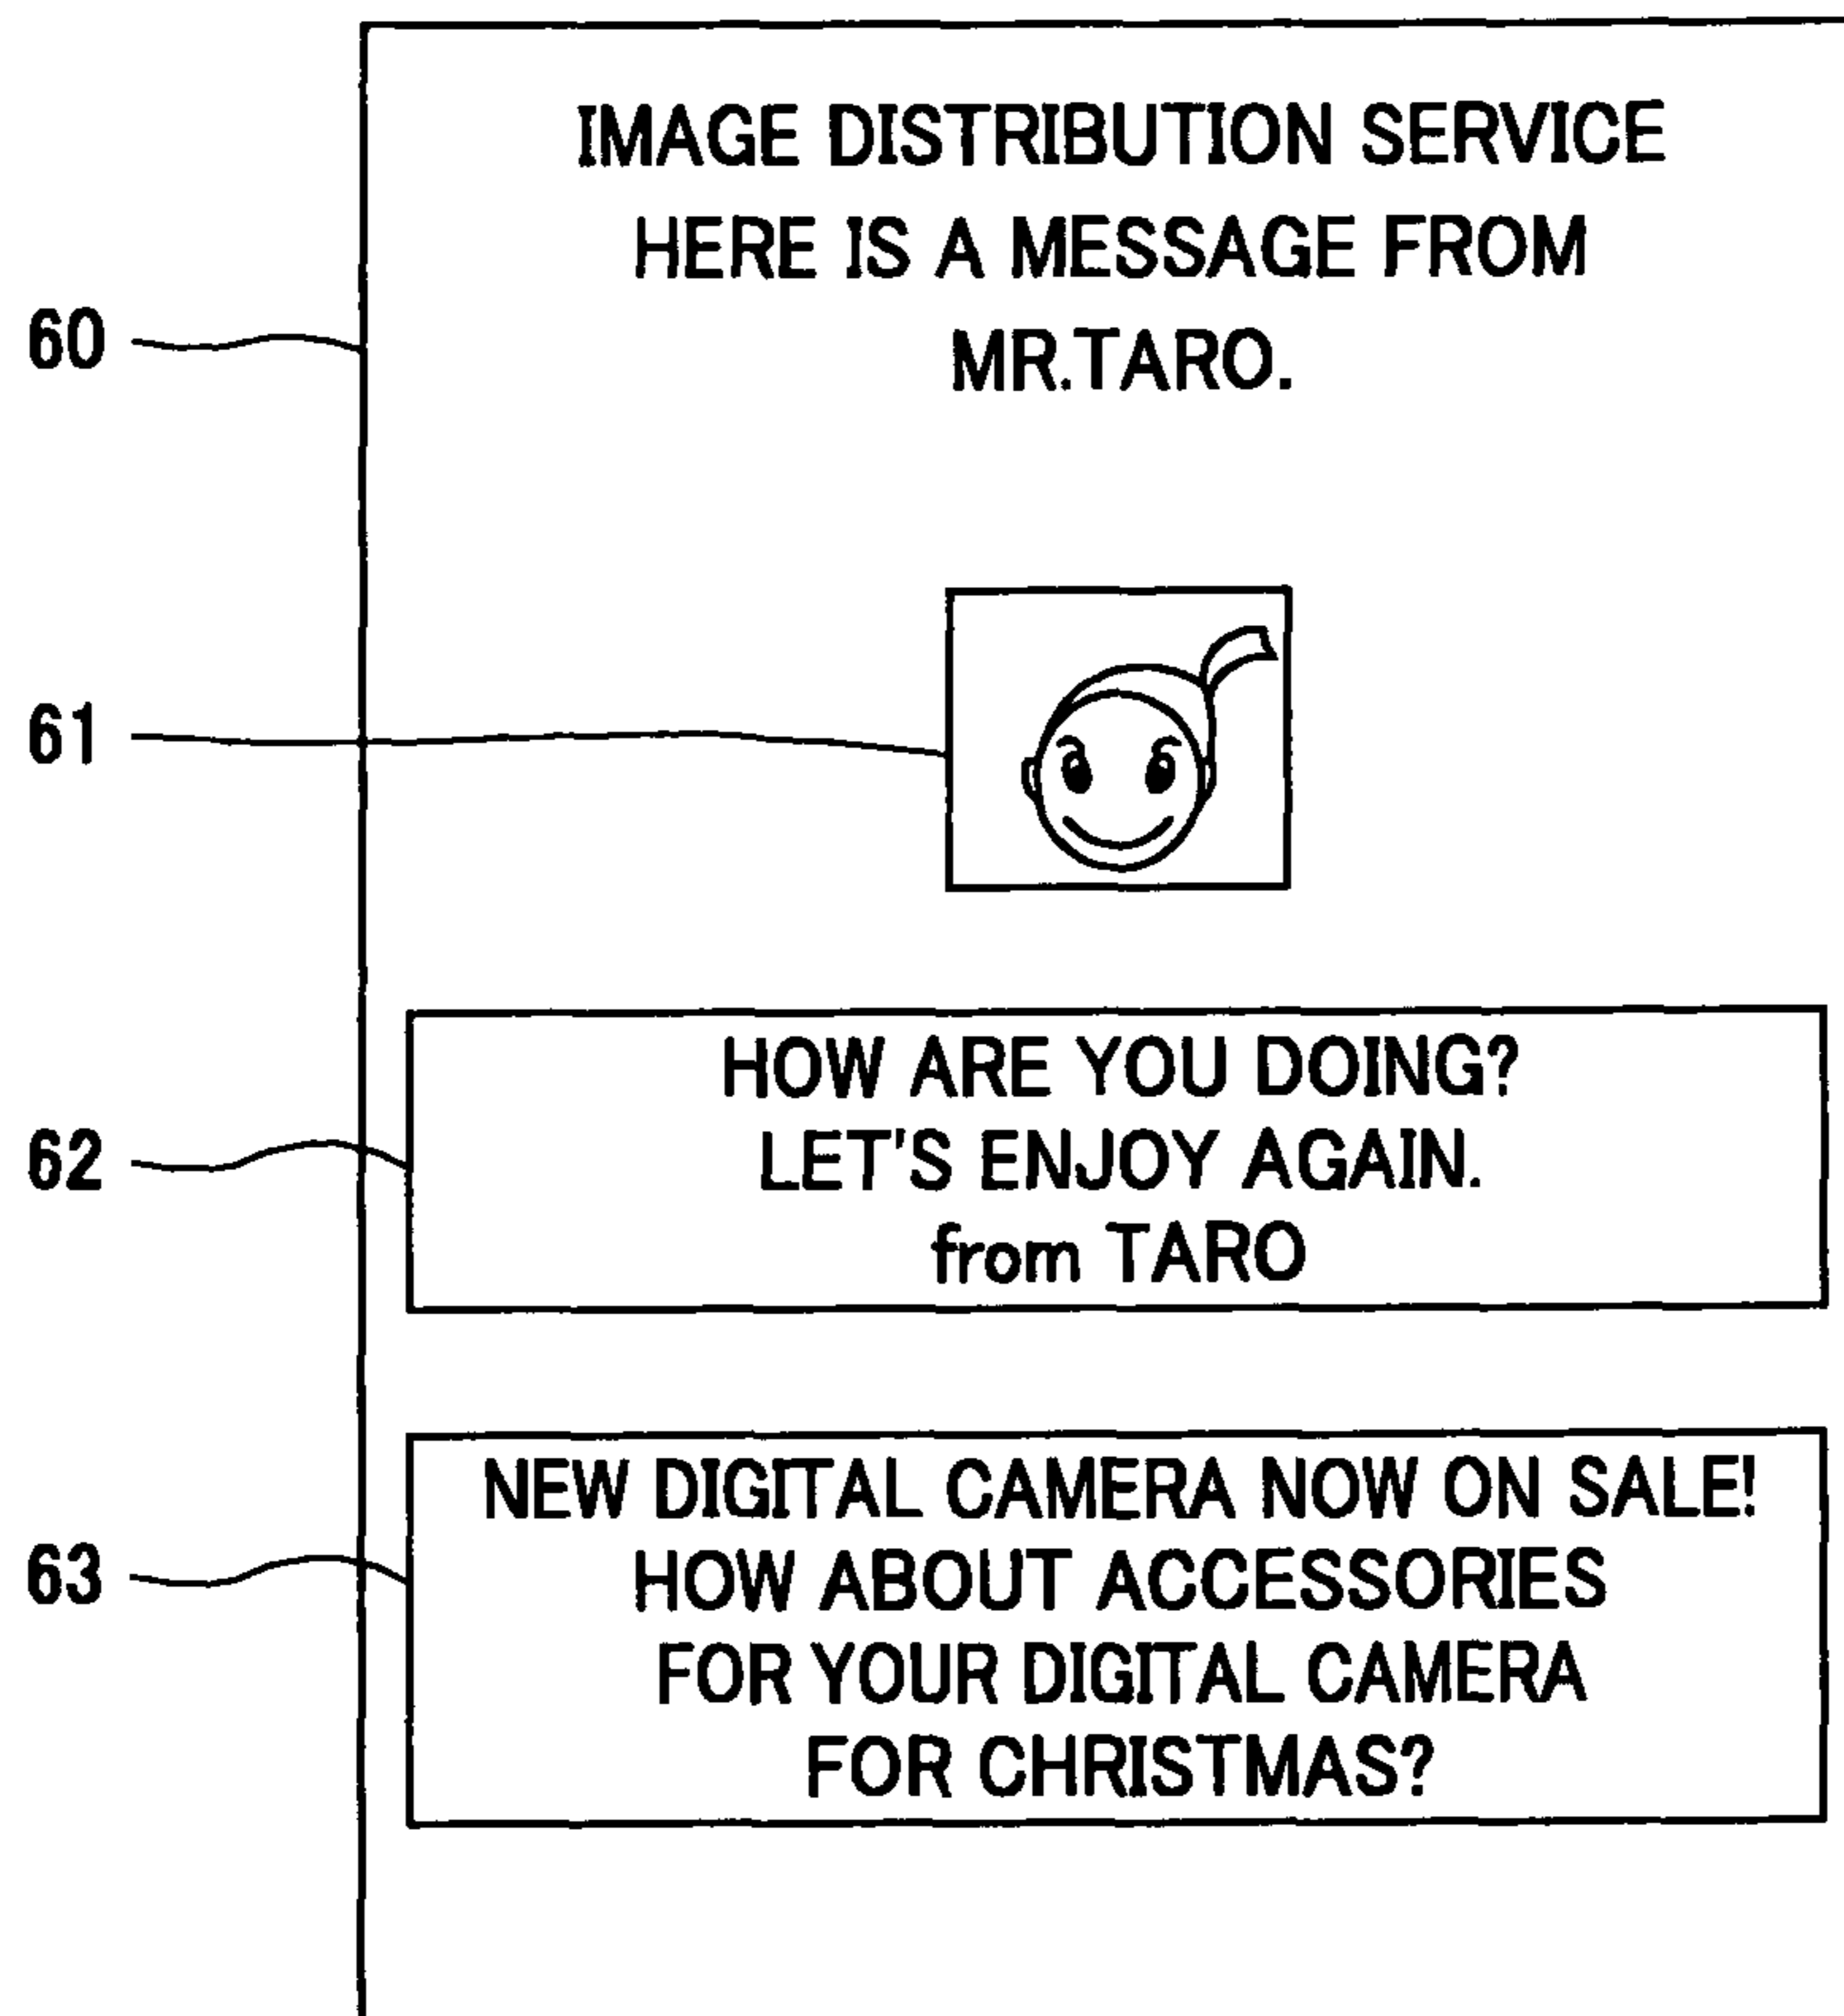 IMAGE DISTRIBUTION SERVICE
HERE IS A MESSAGE FROM
MR.TARO.
60
61
HOW ARE YOU DOING?
LET'S ENJOY AGAIN.
from TARO
62
NEW DIGITAL CAMERA NOW ON SALE!
HOW ABOUT ACCESSORIES
FOR YOUR DIGITAL CAMERA
FOR CHRISTMAS?
63